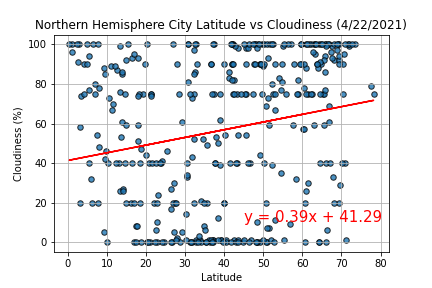 Northern Hemisphere City Latitude vs Cloudiness (4/22/2021)
100
80
60
40
20
0
Cloudiness (%)
y = 0.39x + 41.29
0 10 20 30 40 50 60 70 80
Latitude